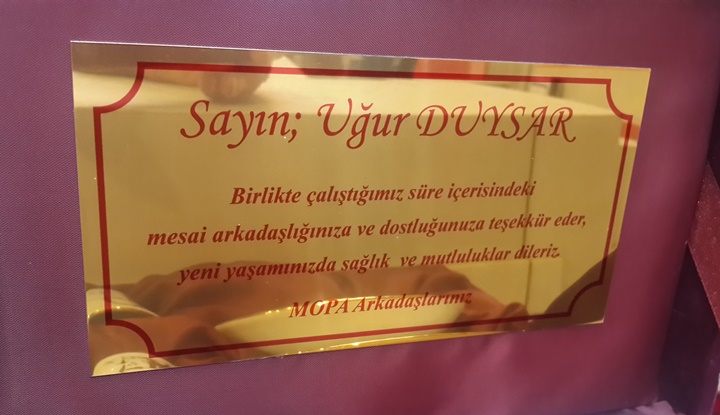 Sayın; Uğur DUYSAR
Birlikte çalıştığımız süre içerisindeki
mesai arkadaşlığınıza ve dostluğunuza teşekkür eder,
yeni yaşamınızda sağlık ve mutluluklar dileriz.
MOPA Arkadaşlarınız